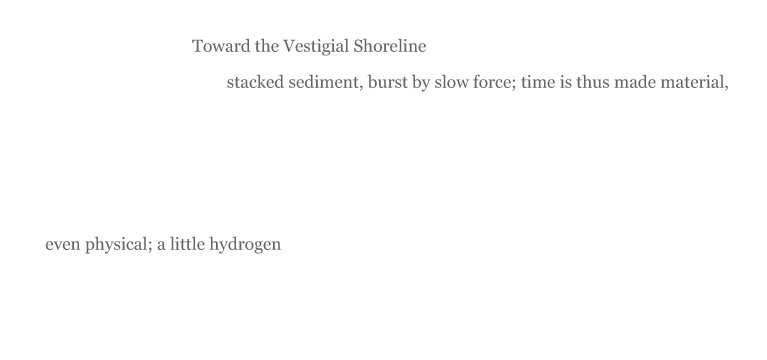 Toward the Vestigial Shoreline
stacked sediment, burst by slow force; time is thus made material,
even physical; a little hydrogen